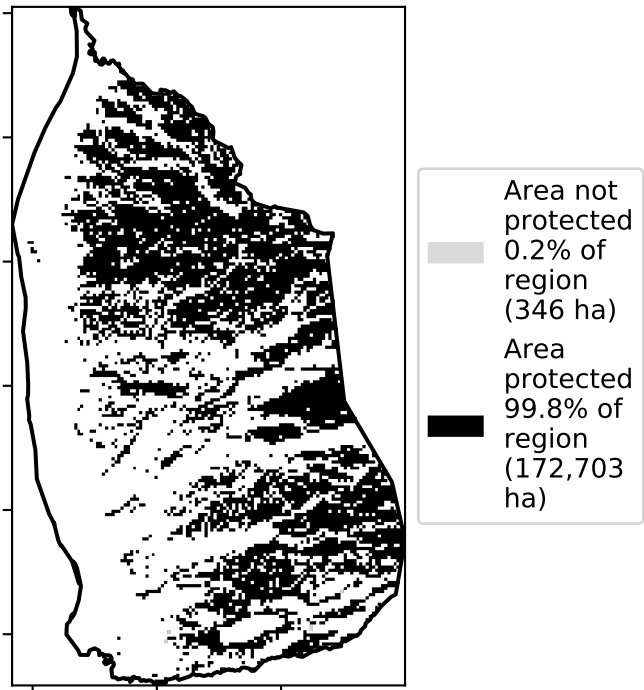 Area not
protected
0.2% of
region
(346 ha)
Area
protected
99.8% of
region
(172,703
ha)